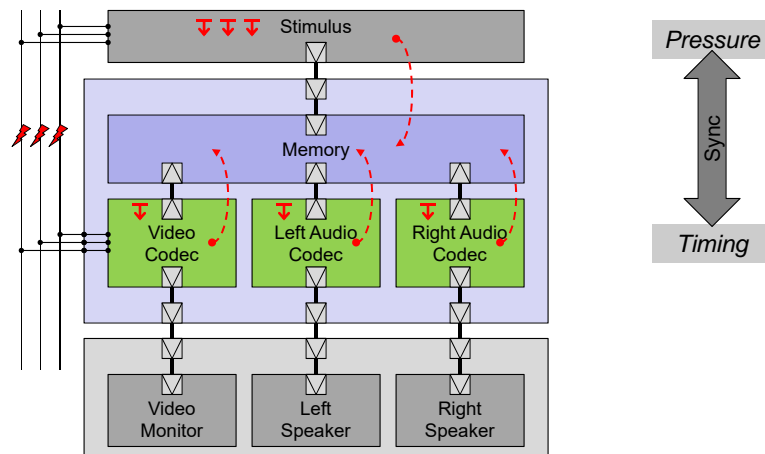 Stimulus
Pressure
Memory
Sync
Video
Codec
Left Audio
Codec
Right Audio
Codec
Timing
Video
Monitor
Left
Speaker
Right
Speaker